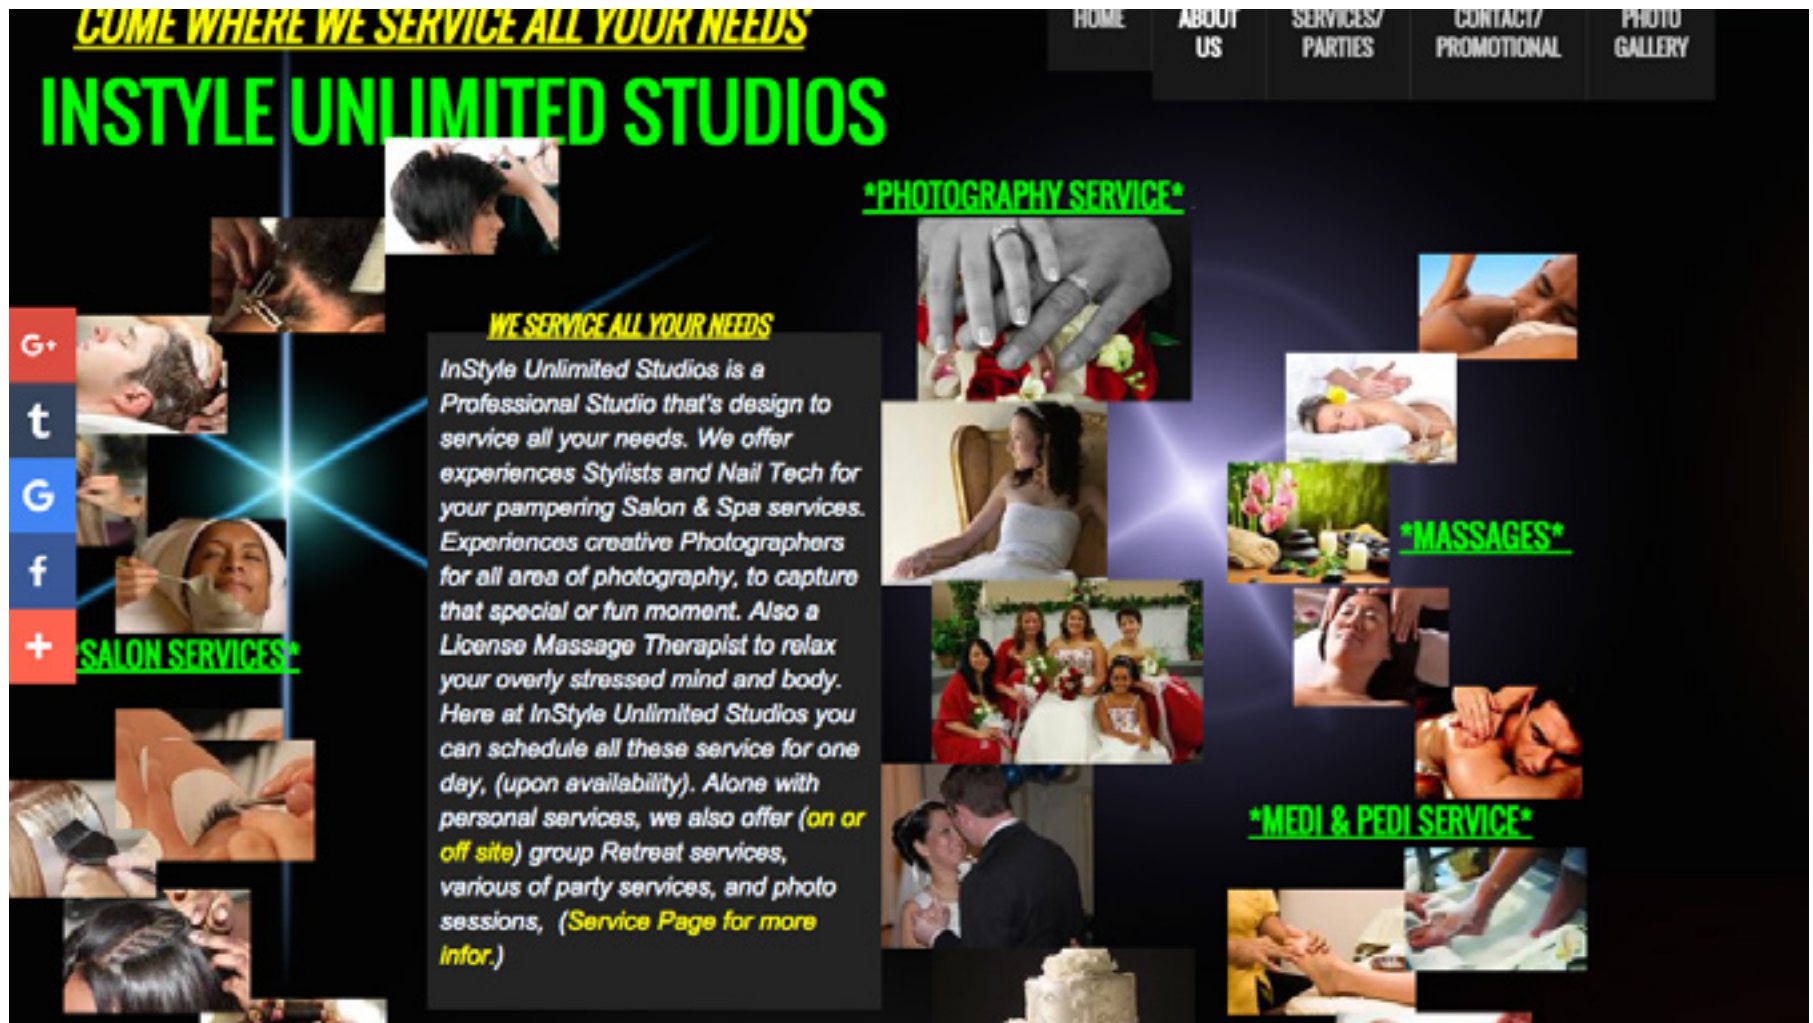 COME WHERE WE SERVICE ALL YOUR NEEDS
HOME
ABOUT
US
SERVICES/
PARTIES
CONTACT/
PROMOTIONAL
PHOTO
GALLERY
INSTYLE UNLIMITED STUDIOS
*PHOTOGRAPHY SERVICE*
WE SERVICE ALL YOUR NEEDS
InStyle Unlimited Studios is a
Professional Studio that's design to
service all your needs. We offer
experiences Stylists and Nail Tech for
your pampering Salon & Spa services.
Experiences creative Photographers
for all area of photography, to capture
that special or fun moment. Also a
License Massage Therapist to relax
your overly stressed mind and body.
Here at InStyle Unlimited Studios you
can schedule all these service for one
day, (upon availability). Alone with
personal services, we also offer (on or
off site) group Retreat services,
various of party services, and photo
sessions, (Service Page for more
infor.)
G+
t
G
f
+
*SALON SERVICES*
*MASSAGES*
*MEDI & PEDI SERVICE*